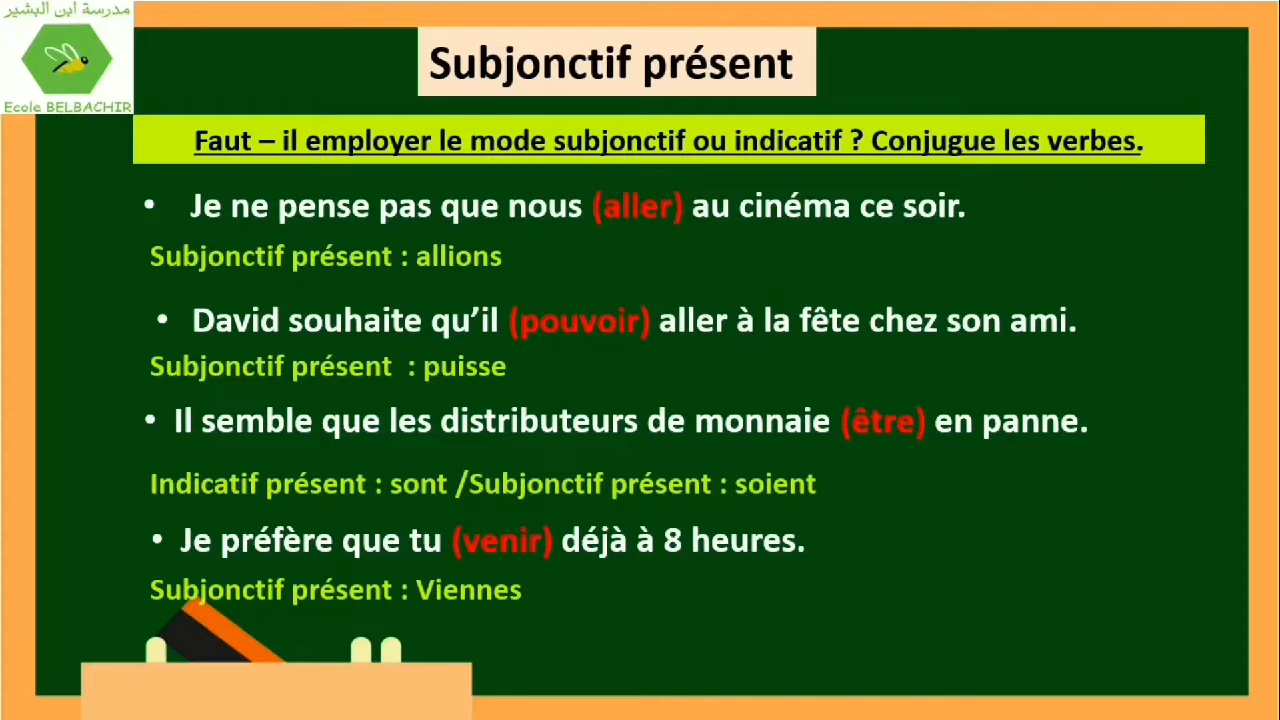 مدرسة ابن البشير
Ecole BELBACHIR
Subjonctif présent
Faut – il employer le mode subjonctif ou indicatif ? Conjugue les verbes.
• Je ne pense pas que nous (aller) au cinéma ce soir.
Subjonctif présent : allions
• David souhaite qu’il (pouvoir) aller à la fête chez son ami.
Subjonctif présent : puisse
• Il semble que les distributeurs de monnaie (être) en panne.
Indicatif présent : sont /Subjonctif présent : soient
• Je préfère que tu (venir) déjà à 8 heures.
Subjonctif présent : Viennes